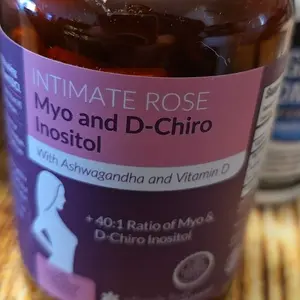 INTIMATE ROSE
Myo and D-Chiro
Inositol
With Ashwagandha and Vitamin D
+ 40:1 Ratio of Myo &
D-Chiro Inositol